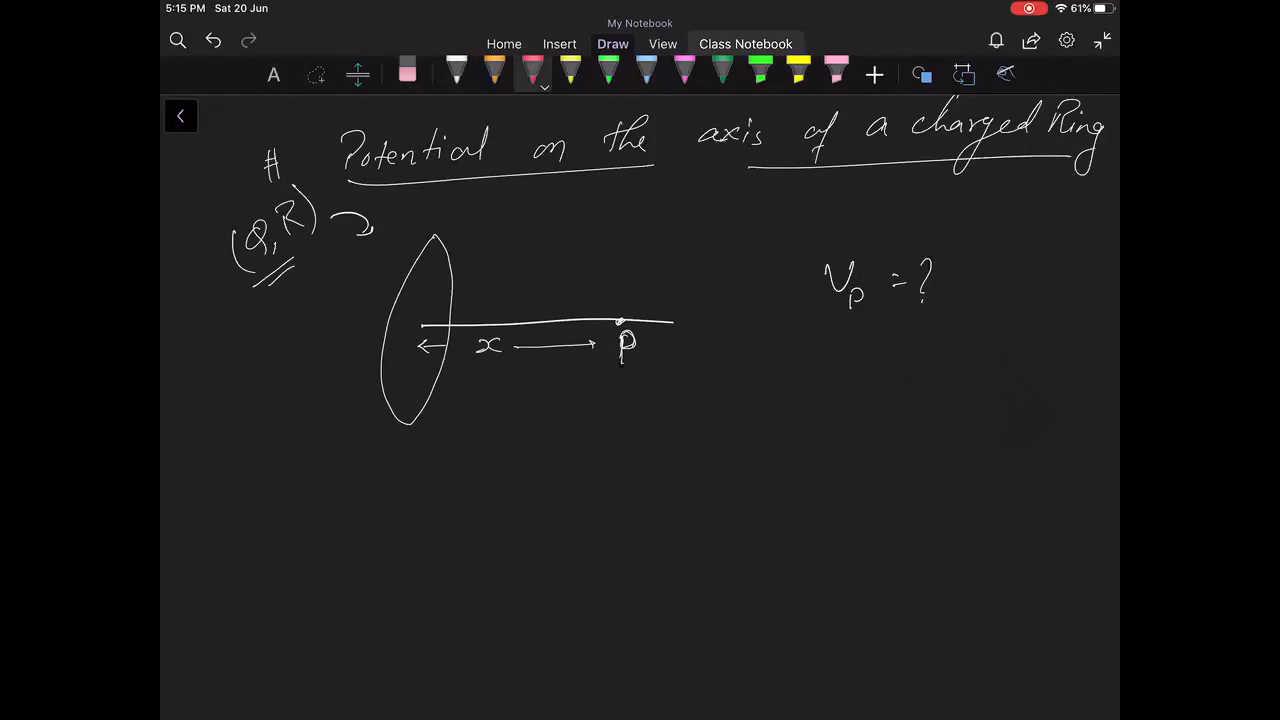 5:15 PM Sat 20 Jun
61%
My Notebook
Home Insert Draw View Class Notebook
A
# Potential on the axis of a charged Ring
(Q, R)
V_P = ?
x
P